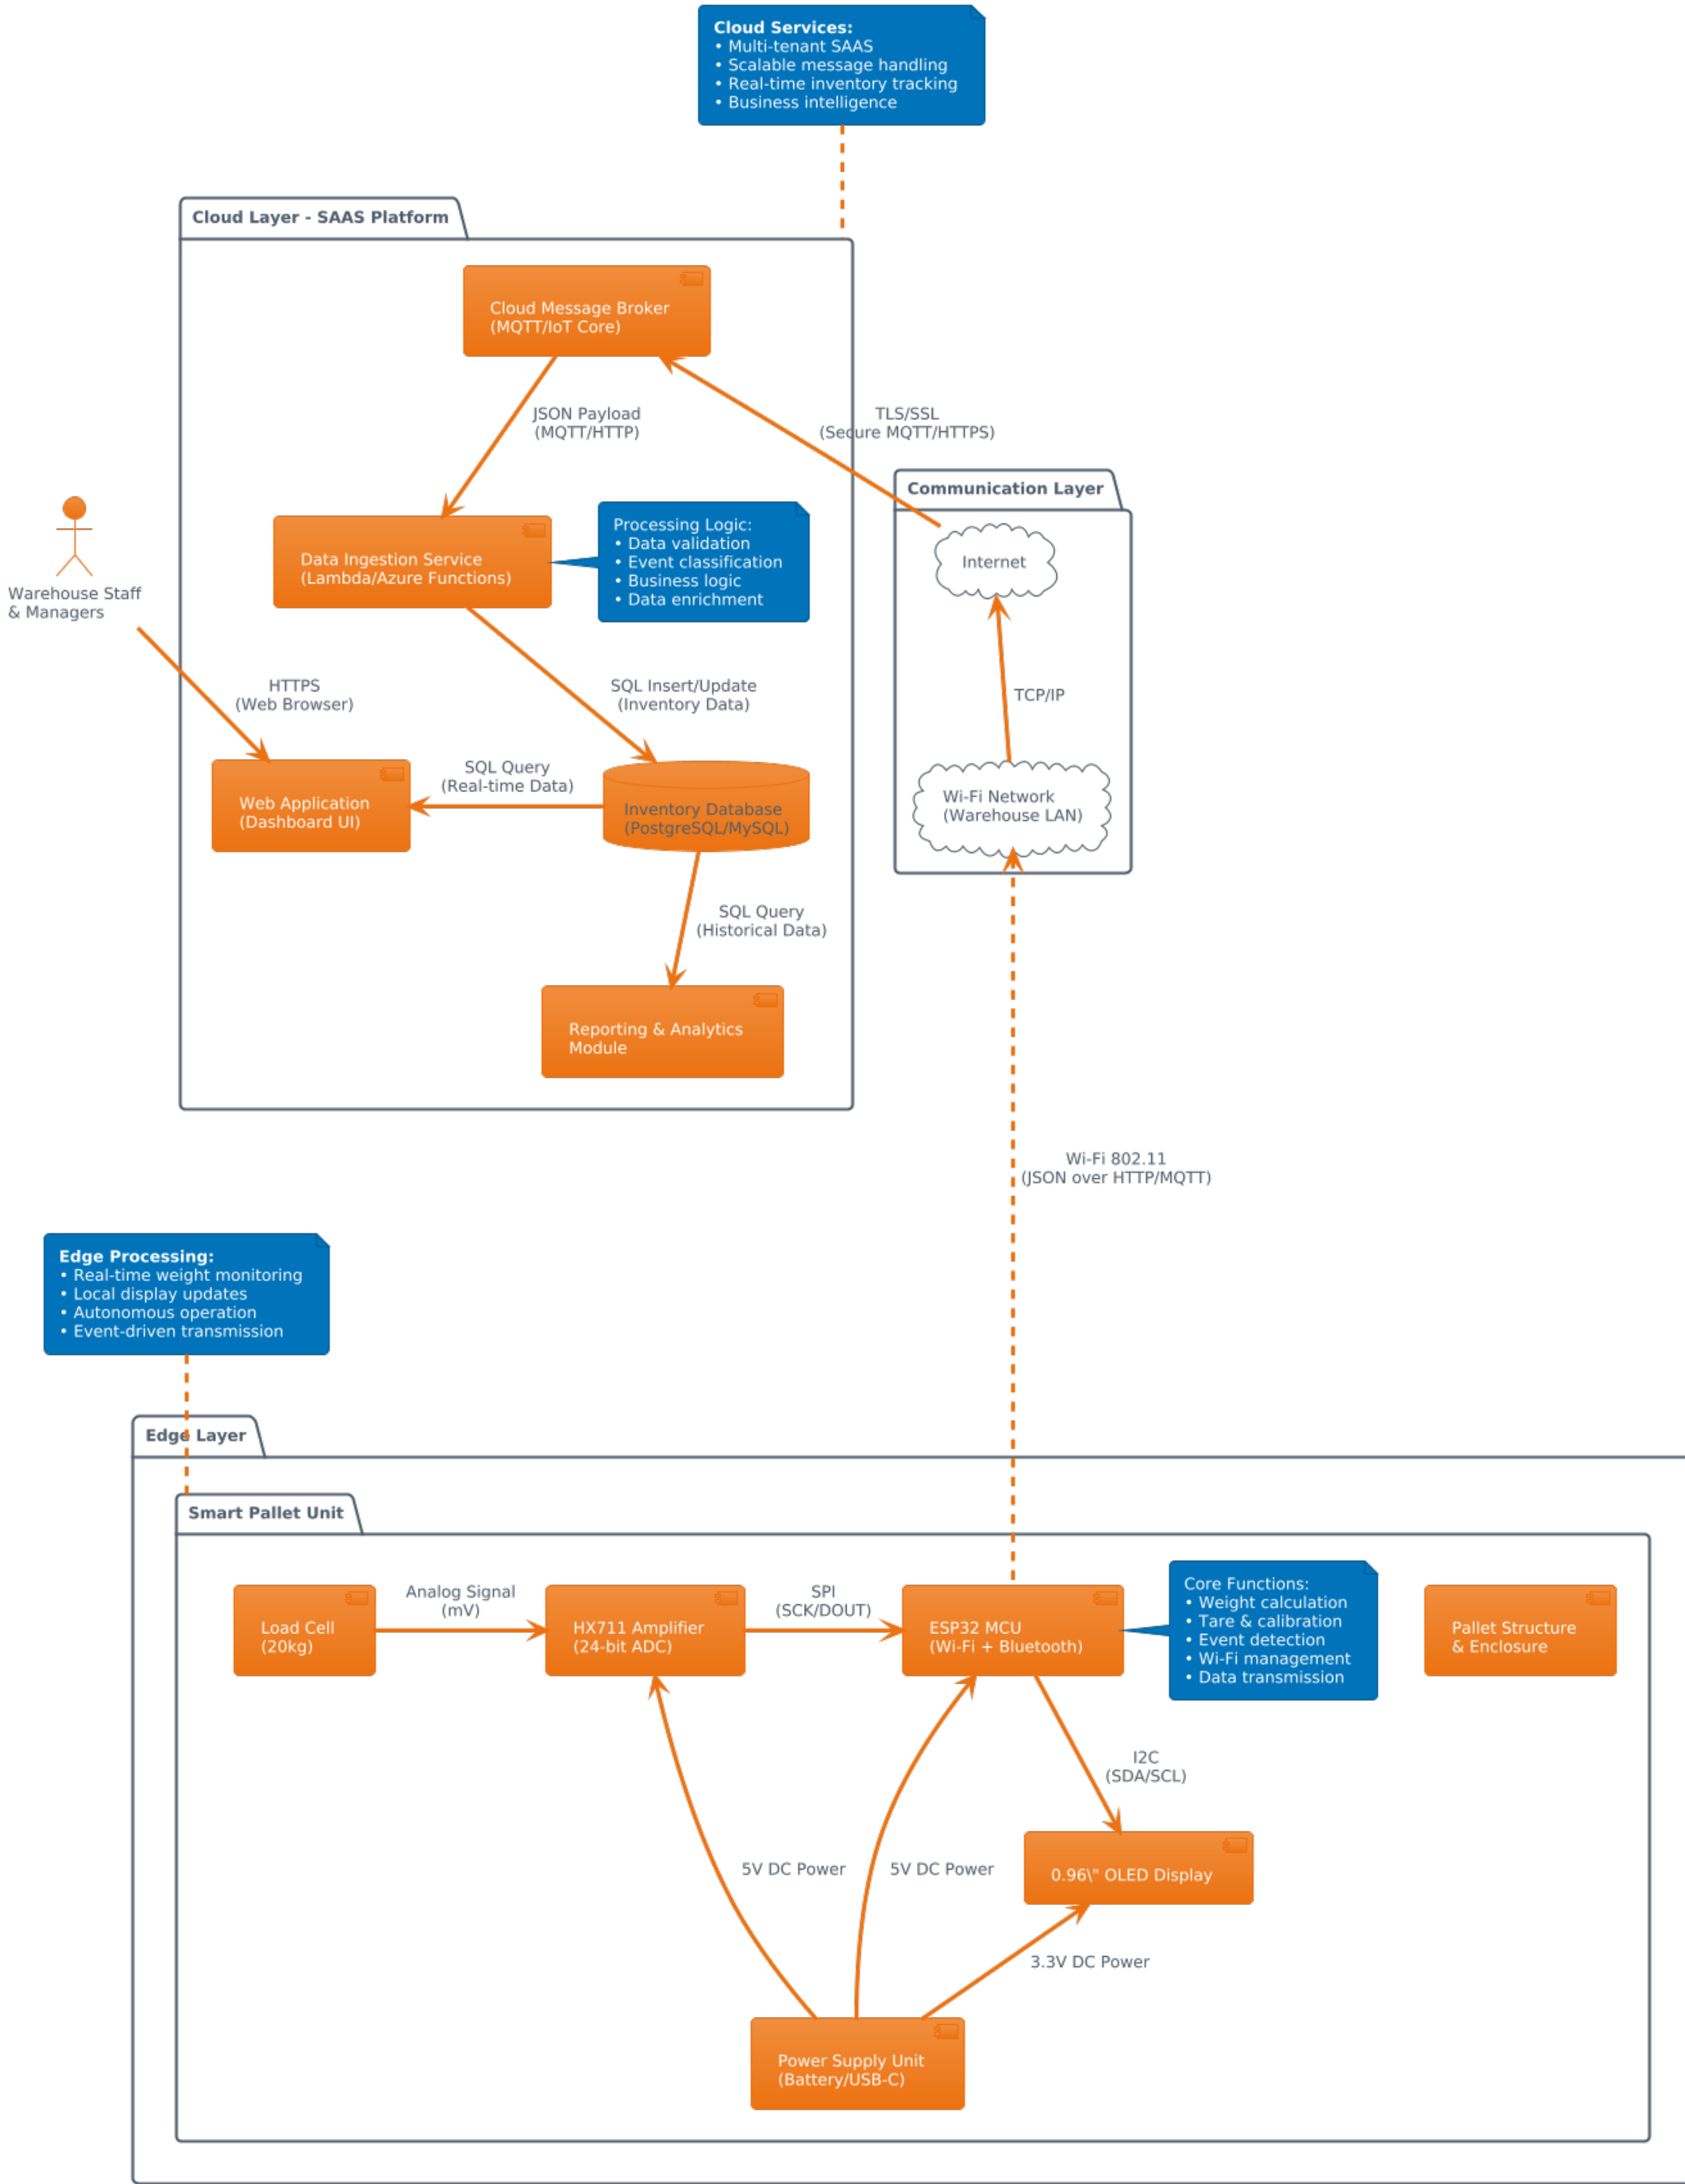 Cloud Services:
• Multi-tenant SAAS
• Scalable message handling
• Real-time inventory tracking
• Business intelligence
Cloud Layer - SAAS Platform
Cloud Message Broker
(MQTT/IoT Core)
JSON Payload
(MQTT/HTTP)
TLS/SSL
(Secure MQTT/HTTPS)
Communication Layer
Internet
Warehouse Staff
& Managers
Data Ingestion Service
(Lambda/Azure Functions)
Processing Logic:
• Data validation
• Event classification
• Business logic
• Data enrichment
HTTPS
(Web Browser)
SQL Insert/Update
(Inventory Data)
TCP/IP
Web Application
(Dashboard UI)
SQL Query
(Real-time Data)
Inventory Database
(PostgreSQL/MySQL)
Wi-Fi Network
(Warehouse LAN)
SQL Query
(Historical Data)
Reporting & Analytics
Module
Wi-Fi 802.11
(JSON over HTTP/MQTT)
Edge Processing:
• Real-time weight monitoring
• Local display updates
• Autonomous operation
• Event-driven transmission
Edge Layer
Smart Pallet Unit
Load Cell
(20kg)
Analog Signal
(mV)
HX711 Amplifier
(24-bit ADC)
SPI
(SCK/DOUT)
ESP32 MCU
(Wi-Fi + Bluetooth)
Core Functions:
• Weight calculation
• Tare & calibration
• Event detection
• Wi-Fi management
• Data transmission
Pallet Structure
& Enclosure
I2C
(SDA/SCL)
5V DC Power
5V DC Power
0.96\" OLED Display
3.3V DC Power
Power Supply Unit
(Battery/USB-C)